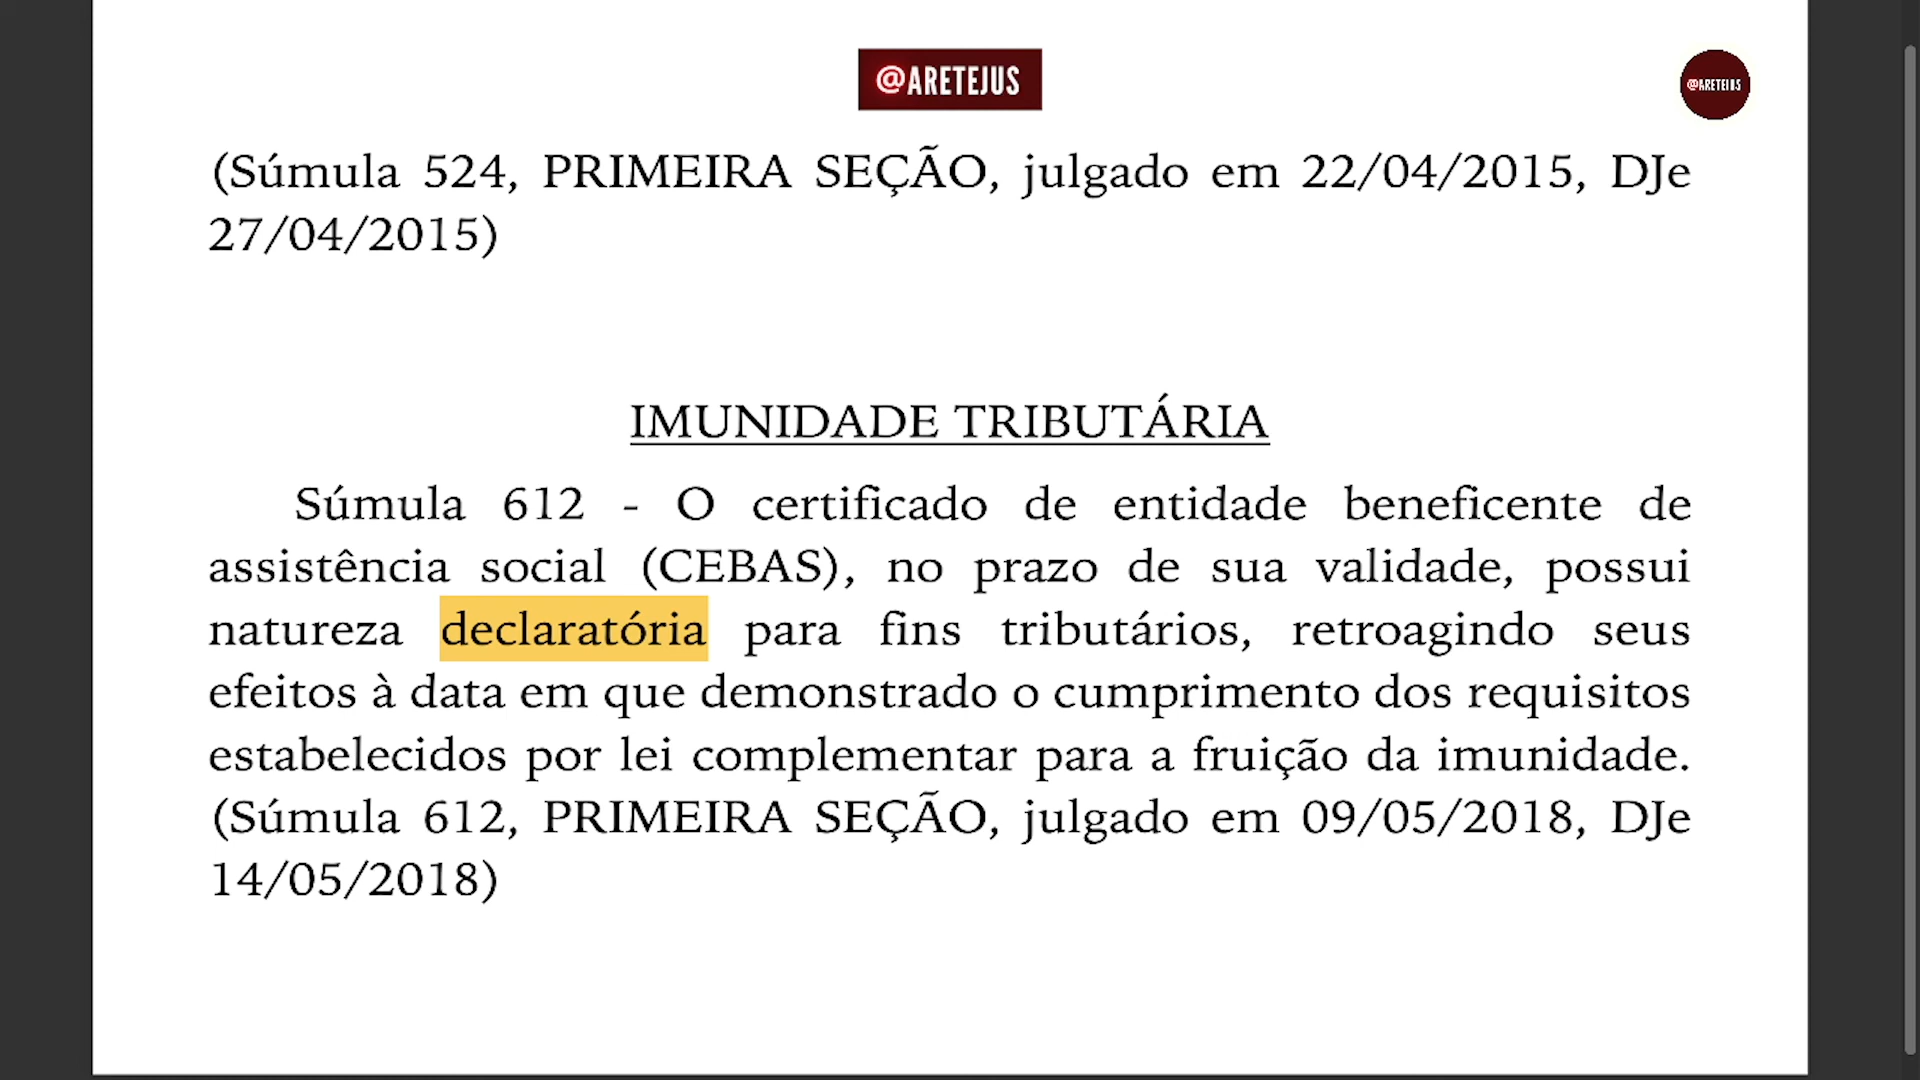 @ARETEJUS
@ARETEJUS
(Súmula 524, PRIMEIRA SEÇÃO, julgado em 22/04/2015, DJe
27/04/2015)
IMUNIDADE TRIBUTÁRIA
Súmula 612 - O certificado de entidade beneficente de
assistência social (CEBAS), no prazo de sua validade, possui
natureza declaratória para fins tributários, retroagindo seus
efeitos à data em que demonstrado o cumprimento dos requisitos
estabelecidos por lei complementar para a fruição da imunidade.
(Súmula 612, PRIMEIRA SEÇÃO, julgado em 09/05/2018, DJe
14/05/2018)